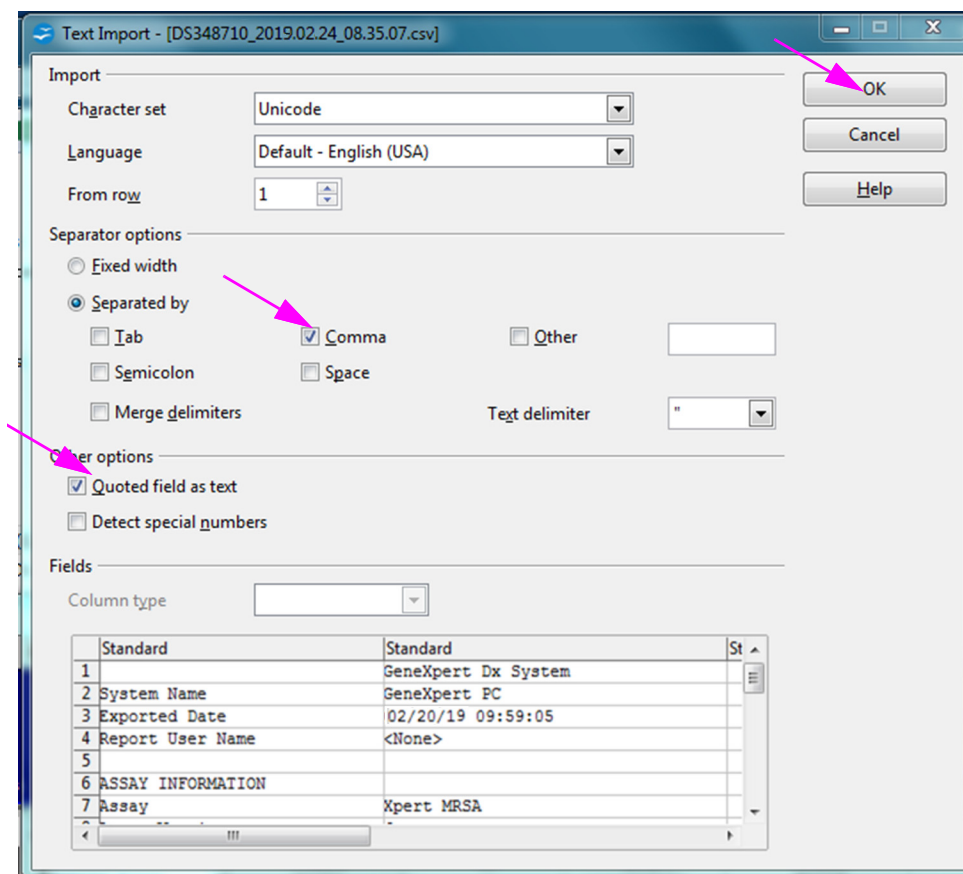 Text Import - [DS348710_2019.02.24_08.35.07.csv]
Import
OK
Character set Unicode
Cancel
Language Default - English (USA)
From row 1
Help
Separator options
Fixed width
Separated by
Tab Comma Other
Semicolon Space
Merge delimiters Text delimiter "
Other options
Quoted field as text
Detect special numbers
Fields
Column type
Standard Standard St
1 GeneXpert Dx System
2 System Name GeneXpert PC
3 Exported Date 02/20/19 09:59:05
4 Report User Name <None>
5
6 ASSAY INFORMATION
7 Assay Xpert MRSA